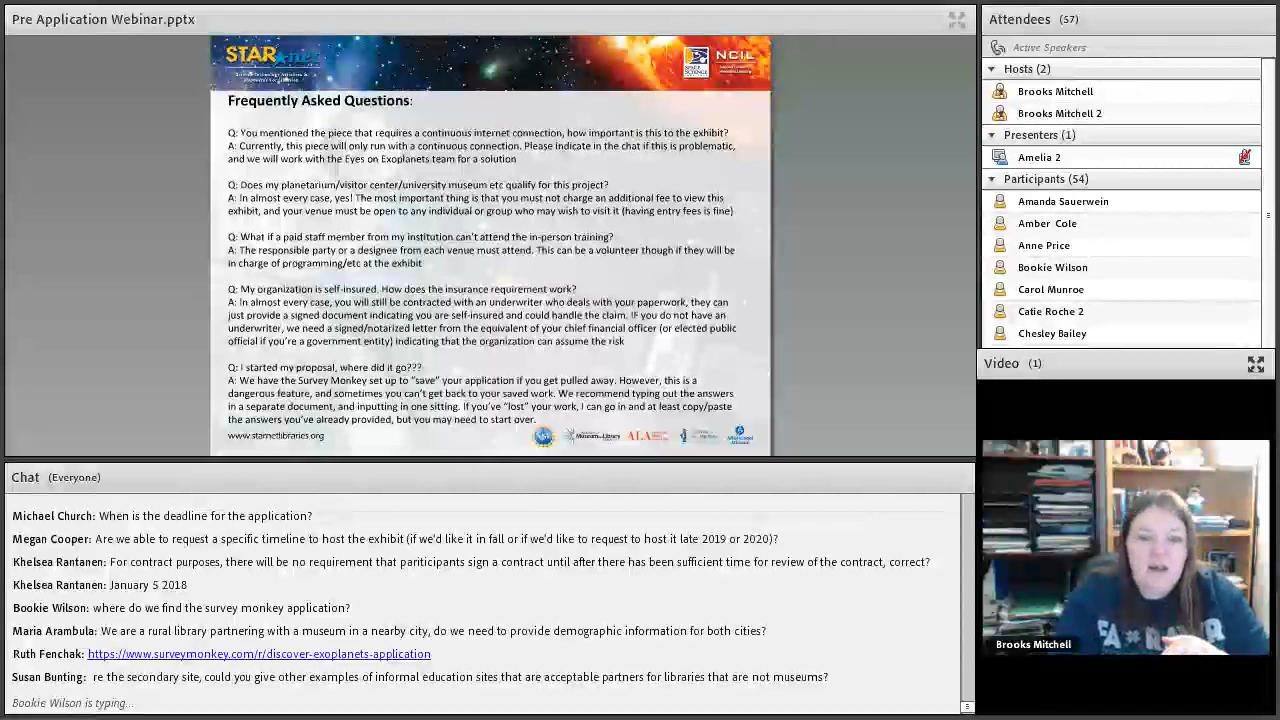 Pre Application Webinar.pptx
STAR
SPACE SCIENCE
NCIL
Frequently Asked Questions:
Q: You mentioned the piece that requires a continuous internet connection, how important is this to the exhibit?
A: Currently, this piece will only run with a continuous connection. Please indicate in the chat if this is problematic,
and we will work with the Eyes on Exoplanets team for a solution
Q: Does my planetarium/visitor center/university museum etc qualify for this project?
A: In almost every case, yes! The most important thing is that you must not charge an additional fee to view this
exhibit, and your venue must be open to any individual or group who may wish to visit it (having entry fees is fine)
Q: What if a paid staff member from my institution can't attend the in-person training?
A: The responsible party or a designee from each venue must attend. This can be a volunteer though if they will be
in charge of programming/etc at the exhibit
Q: My organization is self-insured. How does the insurance requirement work?
A: In almost every case, you will still be contracted with an underwriter who deals with your paperwork, they can
just provide a signed document indicating you are self-insured and could handle the claim. IF you do not have an
underwriter, we need a signed/notarized letter from the equivalent of your chief financial officer (or elected public
official if you're a government entity) indicating that the organization can assume the risk
Q: I started my proposal, where did it go???
A: We have the Survey Monkey set up to "save" your application if you get pulled away. However, this is a
dangerous feature, and sometimes you can't get back to your saved work. We recommend typing out the answers
in a separate document, and inputting in one sitting. If you've "lost" your work, I can go in and at least copy/paste
the answers you've already provided, but you may need to start over.
www.starnetlibraries.org
ALA
Chat (Everyone)
Michael Church: When is the deadline for the application?
Megan Cooper: Are we able to request a specific timeline to host the exhibit (if we'd like it in fall or if we'd like to request to host it late 2019 or 2020)?
Khelsea Rantanen: For contract purposes, there will be no requirement that pariticipants sign a contract until after there has been sufficient time for review of the contract, correct?
Khelsea Rantanen: January 5 2018
Bookie Wilson: where do we find the survey monkey application?
Maria Arambula: We are a rural library partnering with a museum in a nearby city, do we need to provide demographic information for both cities?
Ruth Fenchak: https://www.surveymonkey.com/r/discover-exoplanets-application
Susan Bunting: re the secondary site, could you give other examples of informal education sites that are acceptable partners for libraries that are not museums?
Bookie Wilson is typing...
Attendees (57)
Active Speakers
Hosts (2)
Brooks Mitchell
Brooks Mitchell 2
Presenters (1)
Amelia 2
Participants (54)
Amanda Sauerwein
Amber Cole
Anne Price
Bookie Wilson
Carol Munroe
Catie Roche 2
Chesley Bailey
Video (1)
Brooks Mitchell